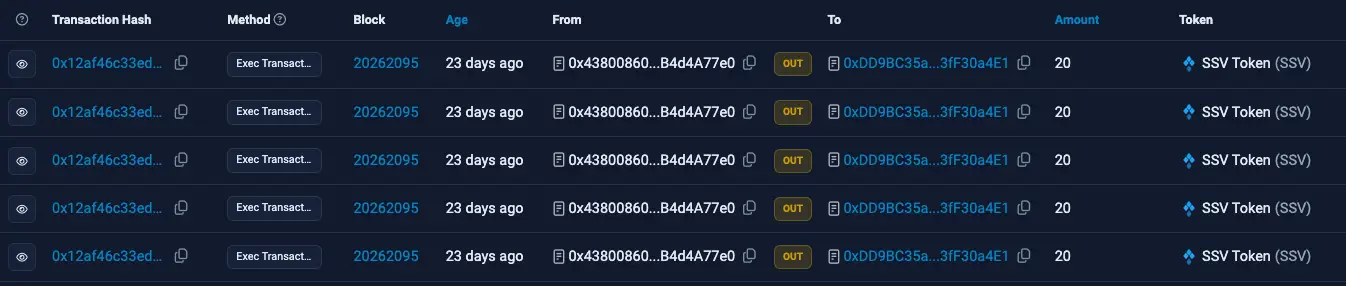 Transaction Hash Method Block Age From To Amount Token
0x12af46c33ed... Exec Transact... 20262095 23 days ago 0x43800860...B4d4A77e0 OUT 0xDD9BC35a...3fF30a4E1 20 SSV Token (SSV)
0x12af46c33ed... Exec Transact... 20262095 23 days ago 0x43800860...B4d4A77e0 OUT 0xDD9BC35a...3fF30a4E1 20 SSV Token (SSV)
0x12af46c33ed... Exec Transact... 20262095 23 days ago 0x43800860...B4d4A77e0 OUT 0xDD9BC35a...3fF30a4E1 20 SSV Token (SSV)
0x12af46c33ed... Exec Transact... 20262095 23 days ago 0x43800860...B4d4A77e0 OUT 0xDD9BC35a...3fF30a4E1 20 SSV Token (SSV)
0x12af46c33ed... Exec Transact... 20262095 23 days ago 0x43800860...B4d4A77e0 OUT 0xDD9BC35a...3fF30a4E1 20 SSV Token (SSV)